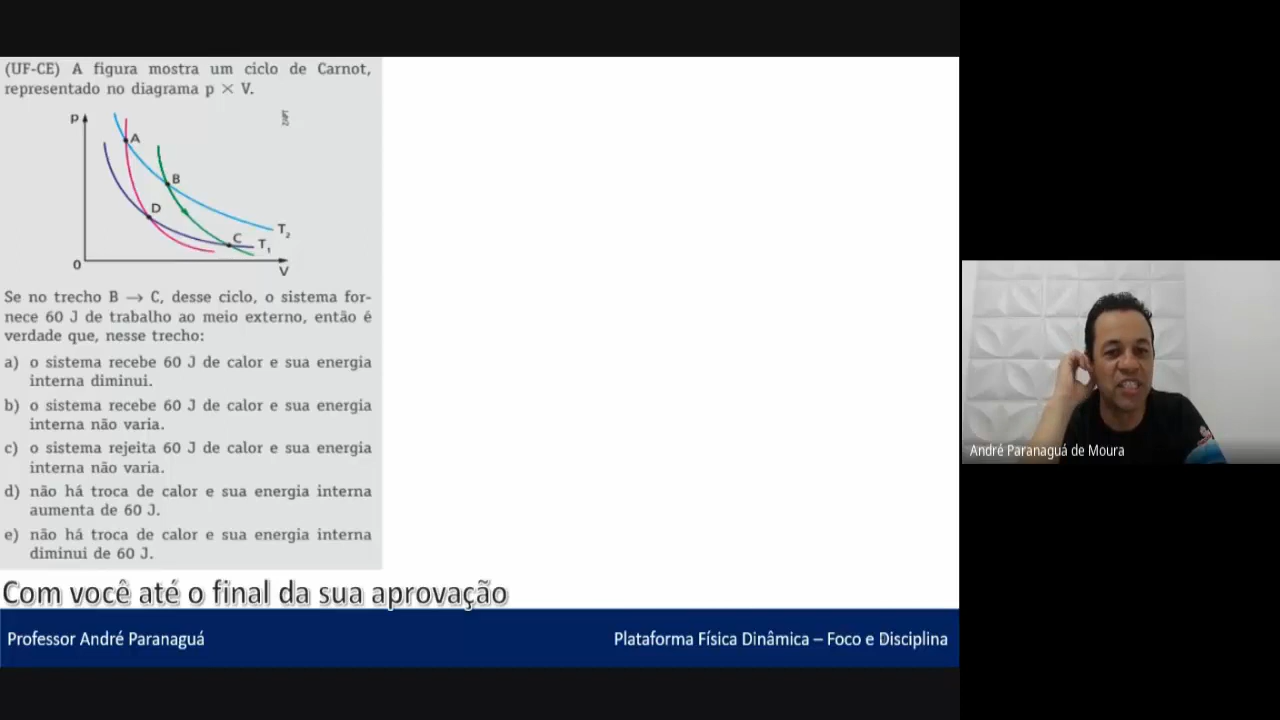 (UF-CE) A figura mostra um ciclo de Carnot,
representado no diagrama p × V.
P
A
B
D
C
T₂
T₁
0
V
Se no trecho B → C, desse ciclo, o sistema for-
nece 60 J de trabalho ao meio externo, então é
verdade que, nesse trecho:
a) o sistema recebe 60 J de calor e sua energia
interna diminui.
b) o sistema recebe 60 J de calor e sua energia
interna não varia.
c) o sistema rejeita 60 J de calor e sua energia
interna não varia.
d) não há troca de calor e sua energia interna
aumenta de 60 J.
e) não há troca de calor e sua energia interna
diminui de 60 J.
Com você até o final da sua aprovação
Professor André Paranaguá
Plataforma Física Dinâmica – Foco e Disciplina
André Paranaguá de Moura